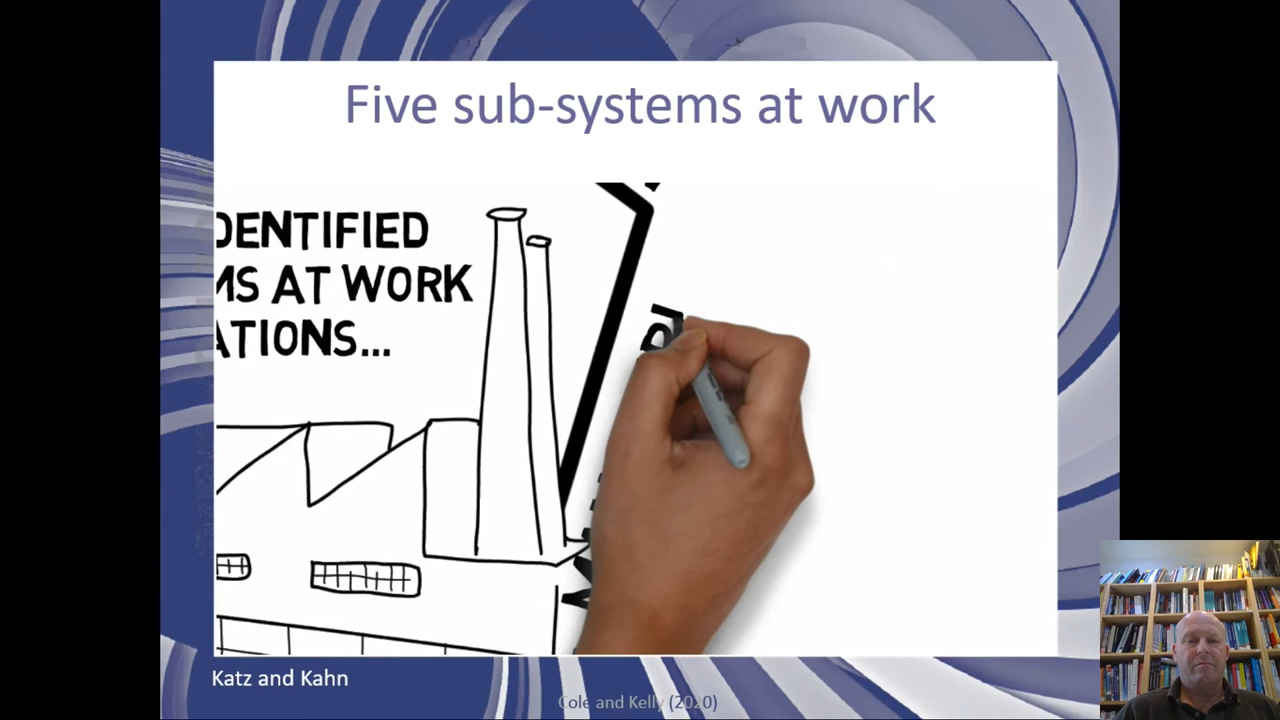 Five sub-systems at work
DENTIFIED
MS AT WORK
ATIONS...
Katz and Kahn
Cole and Kelly (2020)